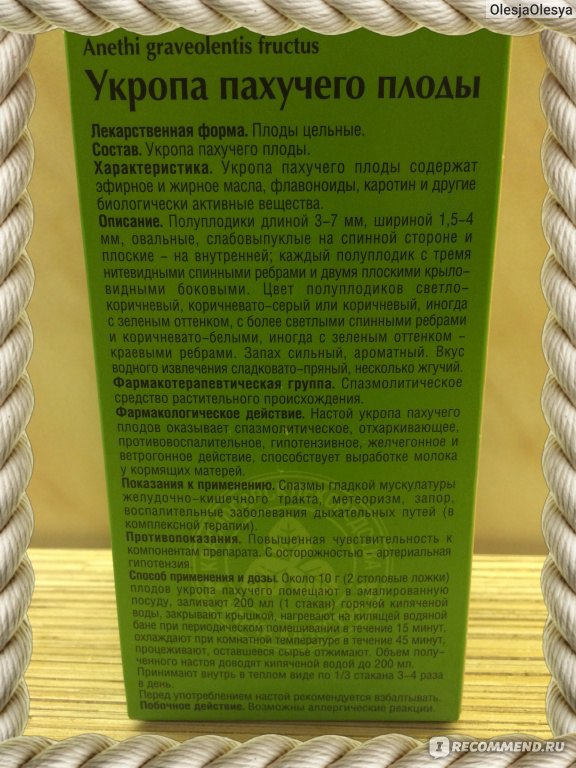 OlesjaOlesya
Anethi graveolentis fructus
Укропа пахучего плоды
Лекарственная форма. Плоды цельные.
Состав. Укропа пахучего плоды.
Характеристика. Укропа пахучего плоды содержат
эфирное и жирное масла, флавоноиды, каротин и другие
биологически активные вещества.
Описание. Полуплодики длиной 3–7 мм, шириной 1,5–4
мм, овальные, слабовыпуклые на спинной стороне и
плоские – на внутренней; каждый полуплодик с тремя
нитевидными спинными ребрами и двумя плоскими крыло-
видными боковыми. Цвет полуплодиков светло-
коричневый, коричневато-серый или коричневый, иногда
с зеленым оттенком, с более светлыми спинными ребрами
и коричневато-белыми, иногда с зеленым оттенком –
краевыми ребрами. Запах сильный, ароматный. Вкус
водного извлечения сладковато-пряный, несколько жгучий.
Фармакотерапевтическая группа. Спазмолитическое
средство растительного происхождения.
Фармакологическое действие. Настой укропа пахучего
плодов оказывает спазмолитическое, отхаркивающее,
противовоспалительное, гипотензивное, желчегонное и
ветрогонное действие, способствует выработке молока
у кормящих матерей.
Показания к применению. Спазмы гладкой мускулатуры
желудочно-кишечного тракта, метеоризм, запор,
воспалительные заболевания дыхательных путей (в
комплексной терапии).
Противопоказания. Повышенная чувствительность к
компонентам препарата. С осторожностью – артериальная
гипотензия.
Способ применения и дозы. Около 10 г (2 столовые ложки)
плодов укропа пахучего помещают в эмалированную
посуду, заливают 200 мл (1 стакан) горячей кипяченой
воды, закрывают крышкой, нагревают на кипящей водяной
бане при периодическом помешивании в течение 15 минут,
охлаждают при комнатной температуре в течение 45 минут,
процеживают, оставшееся сырье отжимают. Объем полу-
ченного настоя доводят кипяченой водой до 200 мл.
Принимают внутрь в теплом виде по 1/3 стакана 3–4 раза
в день.
Перед употреблением настой рекомендуется взбалтывать.
Побочное действие. Возможны аллергические реакции.
I RECOMMEND.RU